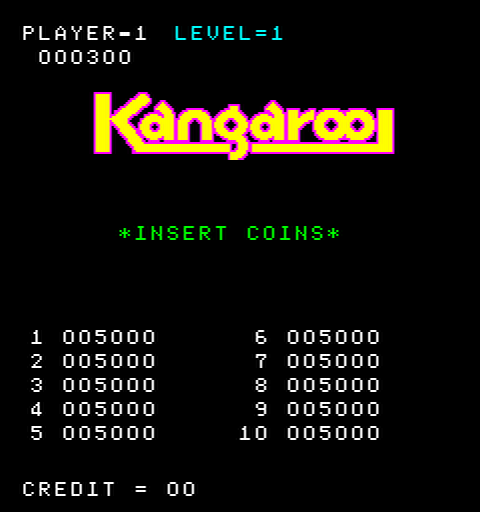 PLAYER-1 LEVEL=1
000300
Kangaroo
*INSERT COINS*
1 005000 6 005000
2 005000 7 005000
3 005000 8 005000
4 005000 9 005000
5 005000 10 005000
CREDIT = 00